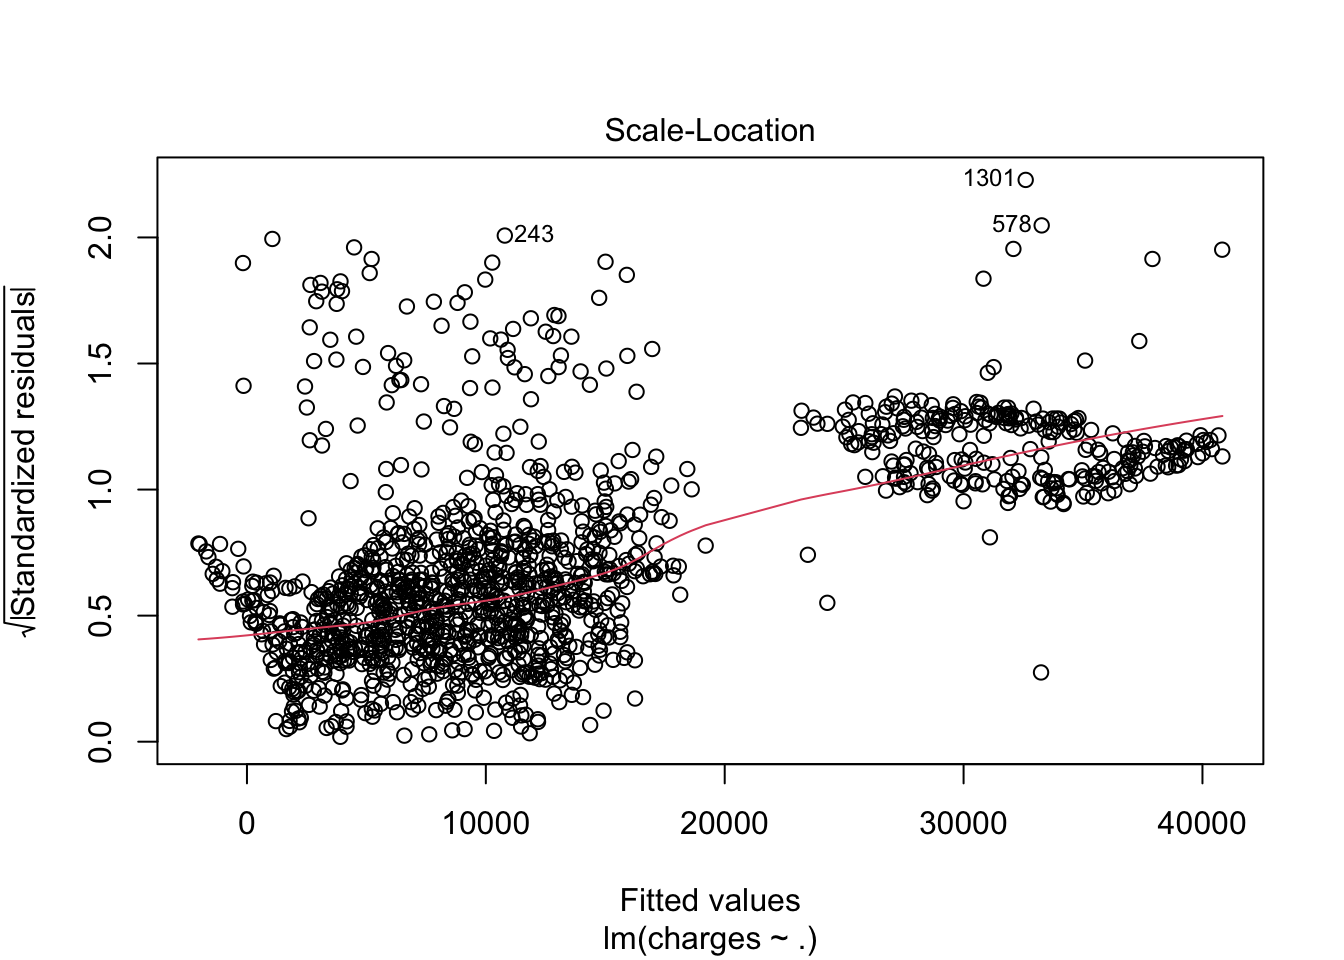 Scale-Location
√|Standardized residuals|
2.0
1.5
1.0
0.5
0.0
1301
578
243
0 10000 20000 30000 40000
Fitted values
lm(charges ~ .)